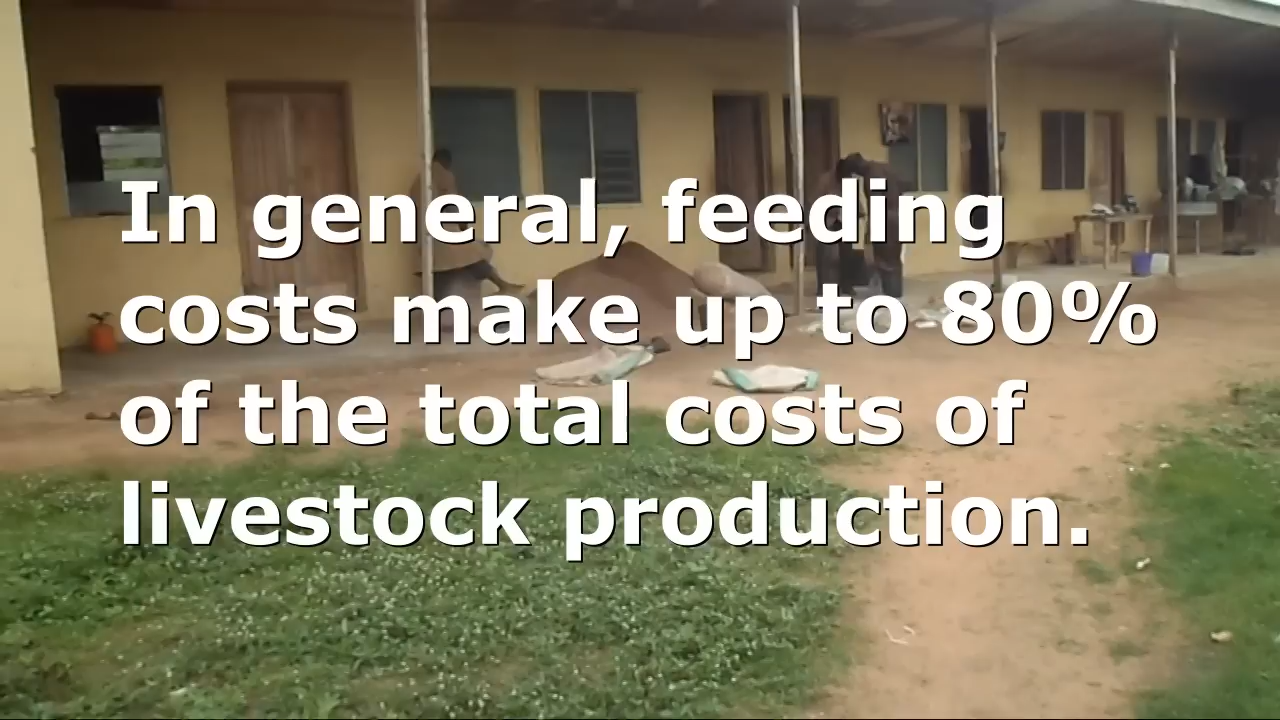 In general, feeding
costs make up to 80%
of the total costs of
livestock production.